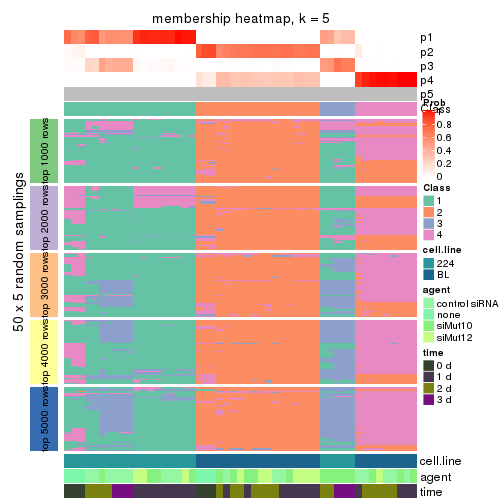 membership heatmap, k = 5
p1
p2
p3
p4
p5
Class
Prob
1
0.8
0.6
0.4
0.2
0
Class
1
2
3
4
cell.line
224
BL
agent
control siRNA
none
siMut10
siMut12
time
0 d
1 d
2 d
3 d
50 x 5 random samplings
top 1000 rows
top 2000 rows
top 3000 rows
top 4000 rows
top 5000 rows
cell.line
agent
time